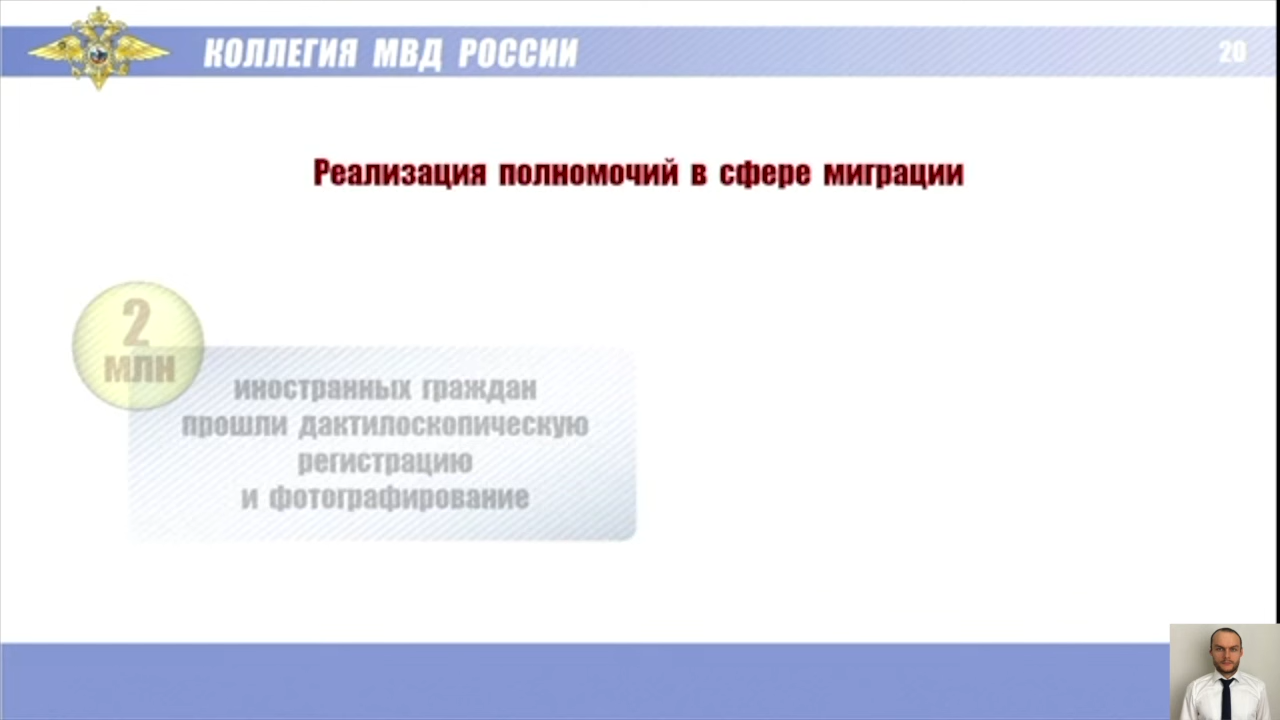 КОЛЛЕГИЯ МВД РОССИИ
20
Реализация полномочий в сфере миграции
2
млн
иностранных граждан
прошли дактилоскопическую
регистрацию
и фотографирование